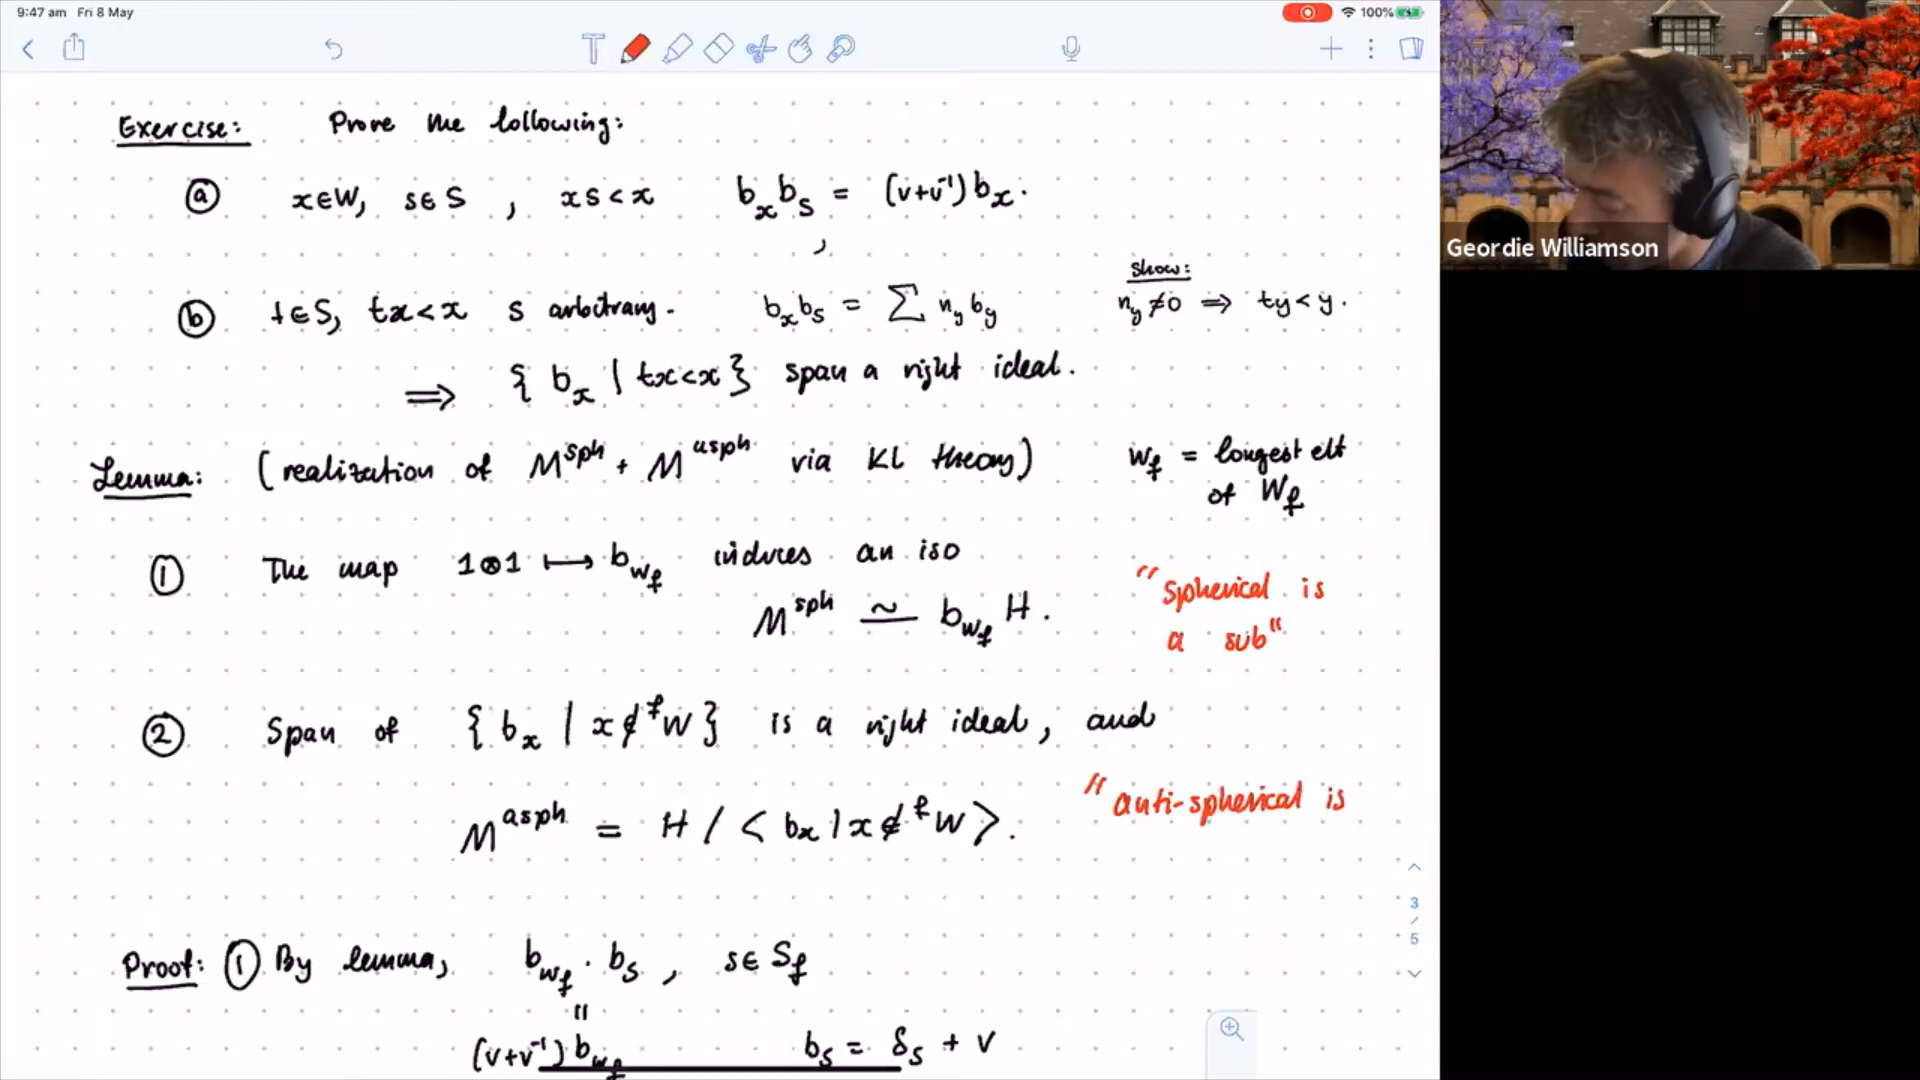 9:47 am Fri 8 May
100%
Exercise: Prove the following:
ⓐ x∈W, s∈S , xs<x b_x b_s = (v+v⁻¹)b_x.
,
ⓑ t∈S, tx<x s arbitrary. b_x b_s = Σ n_y b_y
Show:
n_y ≠0 ⇒ ty<y.
⇒ { b_x | tx<x } span a right ideal.
Lemma: (realization of M^sph + M^asph via KL theory)
w_f = longest elt
of W_f
① The map 1⊗1 ↦ b_{w_f} induces an iso
M^sph ≃ b_{w_f} H.
"spherical is
a sub"
② Span of { b_x | x∉ ^fW } is a right ideal, and
M^asph = H / < b_x | x∉ ^fW >.
"anti-spherical is
Proof: ① By lemma, b_{w_f} · b_s , s∈ S_f
"
(v+v⁻¹) b_{w_f} b_s = δ_s + v
3
/
5
Geordie Williamson